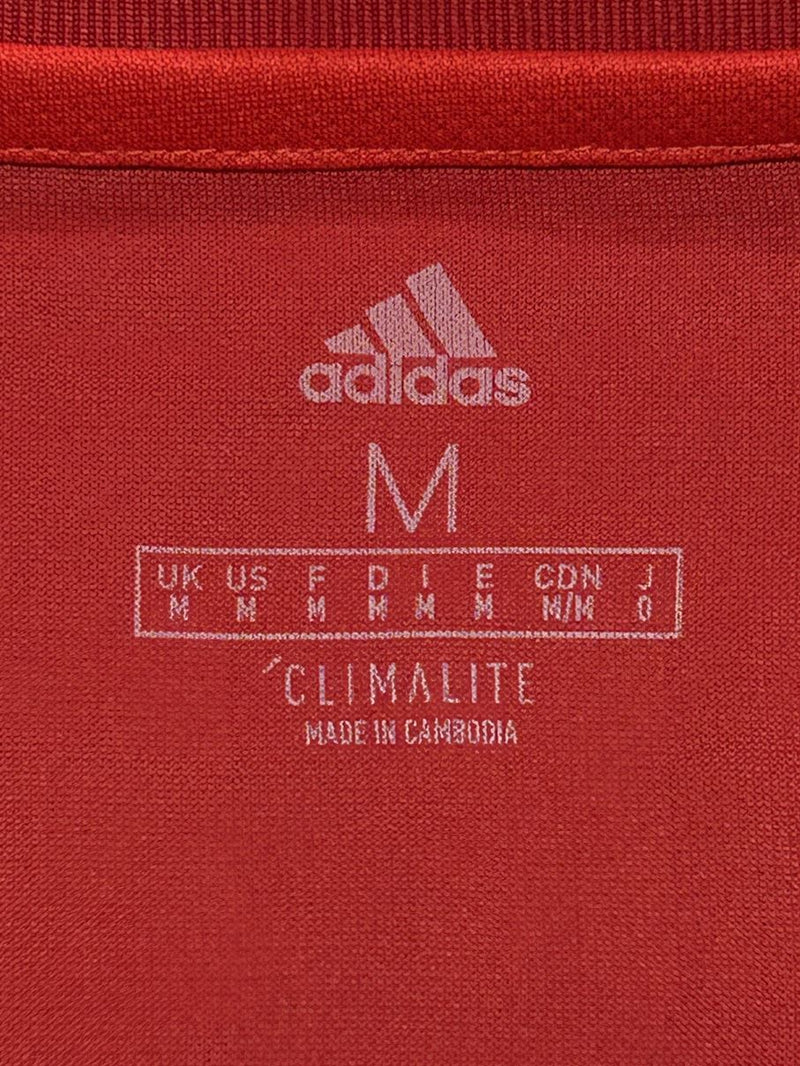 adidas
M
UK US F D I E CDN J
M M M M M M M/M O
´CLIMALITE
MADE IN CAMBODIA